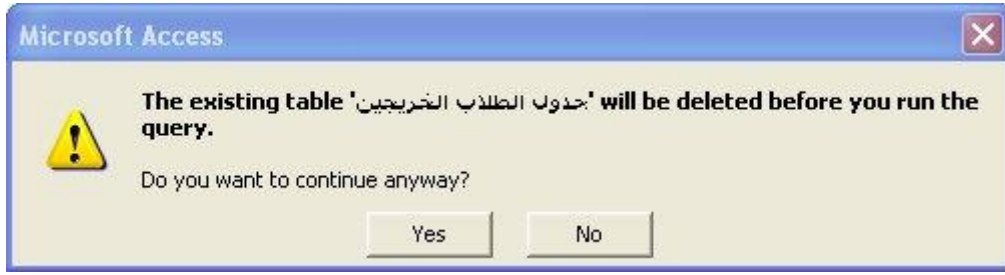 Microsoft Access
The existing table 'جدول الطلاب الخريجين' will be deleted before you run the
query.
Do you want to continue anyway?
Yes No